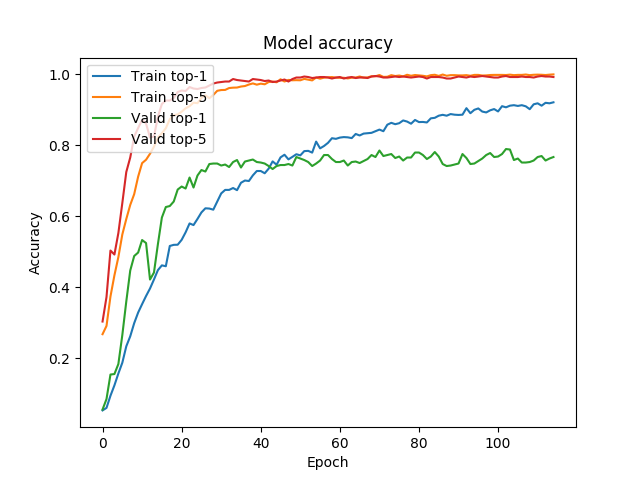 Model accuracy
Train top-1
Train top-5
Valid top-1
Valid top-5
Accuracy
1.0
0.8
0.6
0.4
0.2
0 20 40 60 80 100
Epoch